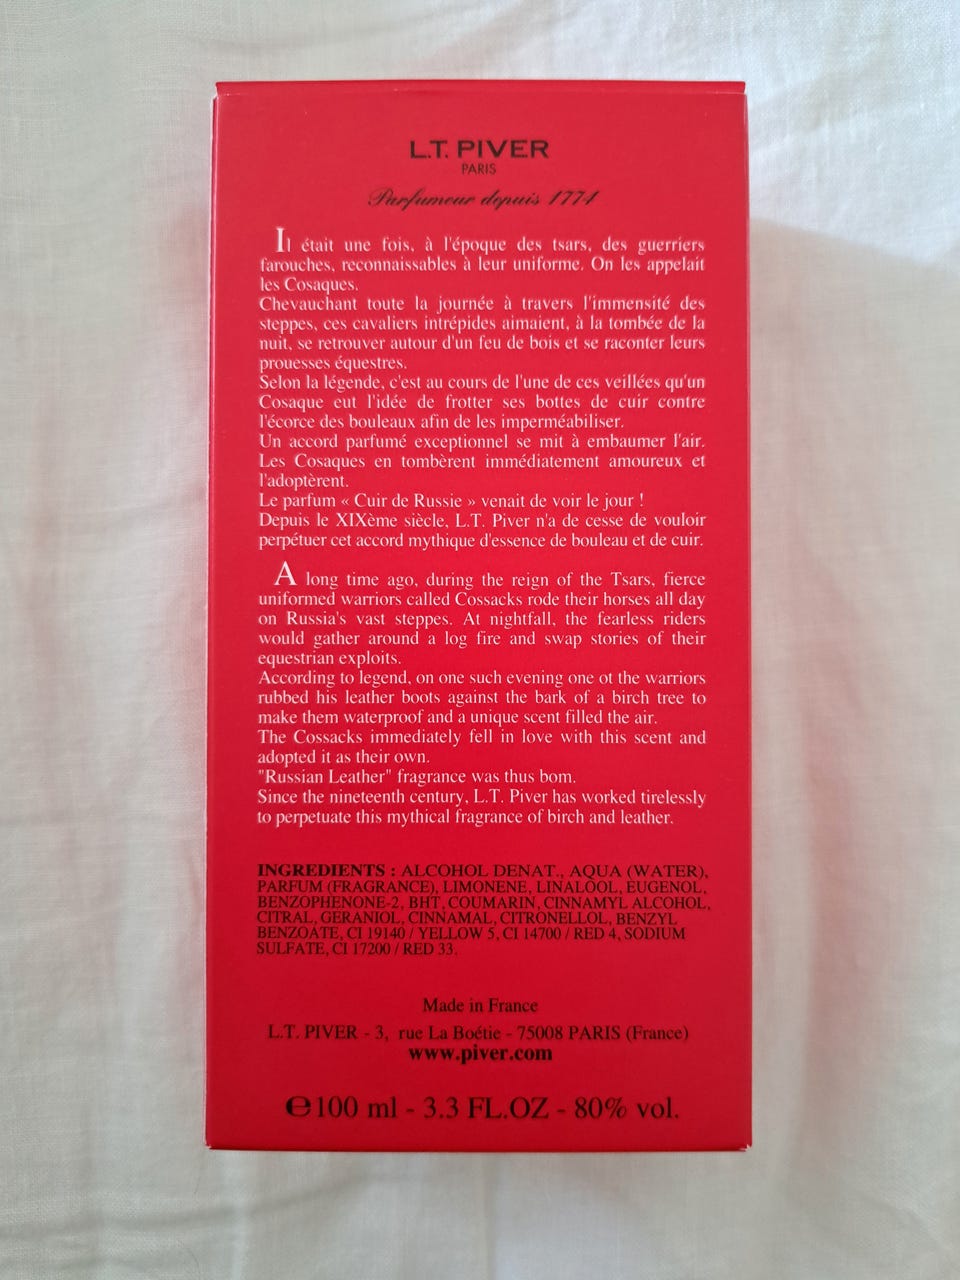 L.T. PIVER
PARIS
Parfumeur depuis 1774
Il était une fois, à l'époque des tsars, des guerriers
farouches, reconnaissables à leur uniforme. On les appelait
les Cosaques.
Chevauchant toute la journée à travers l'immensité des
steppes, ces cavaliers intrépides aimaient, à la tombée de la
nuit, se retrouver autour d'un feu de bois et se raconter leurs
prouesses équestres.
Selon la légende, c'est au cours de l'une de ces veillées qu'un
Cosaque eut l'idée de frotter ses bottes de cuir contre
l'écorce des bouleaux afin de les imperméabiliser.
Un accord parfumé exceptionnel se mit à embaumer l'air.
Les Cosaques en tombèrent immédiatement amoureux et
l'adoptèrent.
Le parfum « Cuir de Russie » venait de voir le jour !
Depuis le XIXème siècle, L.T. Piver n'a de cesse de vouloir
perpétuer cet accord mythique d'essence de bouleau et de cuir.
A long time ago, during the reign of the Tsars, fierce
uniformed warriors called Cossacks rode their horses all day
on Russia's vast steppes. At nightfall, the fearless riders
would gather around a log fire and swap stories of their
equestrian exploits.
According to legend, on one such evening one ot the warriors
rubbed his leather boots against the bark of a birch tree to
make them waterproof and a unique scent filled the air.
The Cossacks immediately fell in love with this scent and
adopted it as their own.
"Russian Leather" fragrance was thus bom.
Since the nineteenth century, L.T. Piver has worked tirelessly
to perpetuate this mythical fragrance of birch and leather.
INGREDIENTS : ALCOHOL DENAT., AQUA (WATER),
PARFUM (FRAGRANCE), LIMONENE, LINALOOL, EUGENOL,
BENZOPHENONE-2, BHT, COUMARIN, CINNAMYL ALCOHOL,
CITRAL, GERANIOL, CINNAMAL, CITRONELLOL, BENZYL
BENZOATE, CI 19140 / YELLOW 5, CI 14700 / RED 4, SODIUM
SULFATE, CI 17200 / RED 33.
Made in France
L.T. PIVER - 3, rue La Boétie - 75008 PARIS (France)
www.piver.com
℮100 ml - 3.3 FL.OZ - 80% vol.